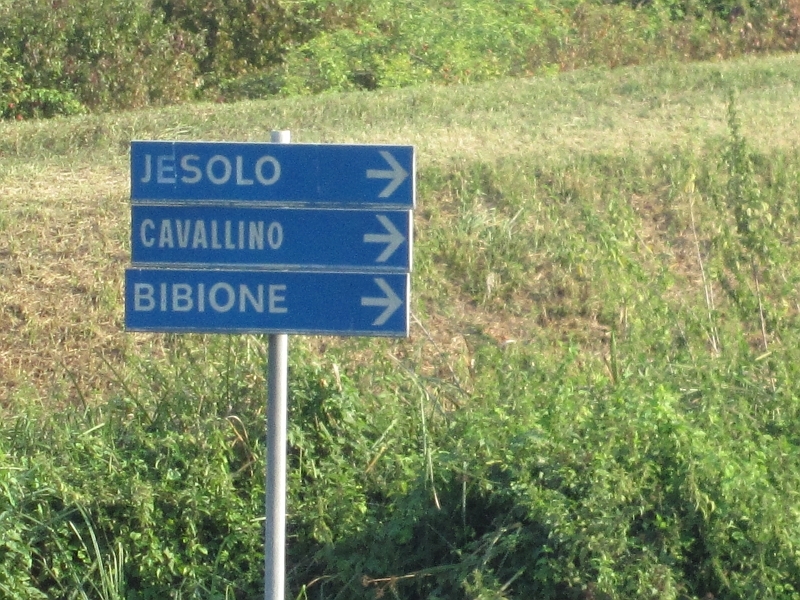 JESOLO →
CAVALLINO →
BIBIONE →